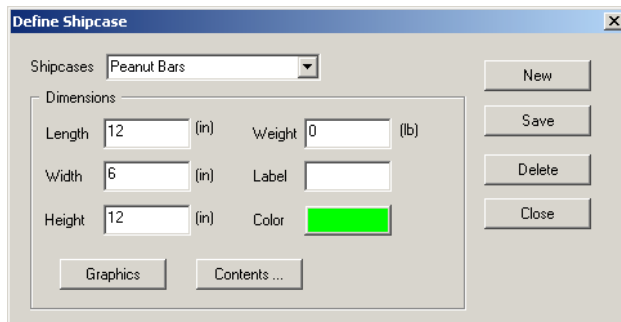 Define Shipcase
Shipcases Peanut Bars
New
Dimensions
Length 12 (in) Weight 0 (lb)
Save
Width 6 (in) Label
Delete
Height 12 (in) Color
Close
Graphics Contents ...